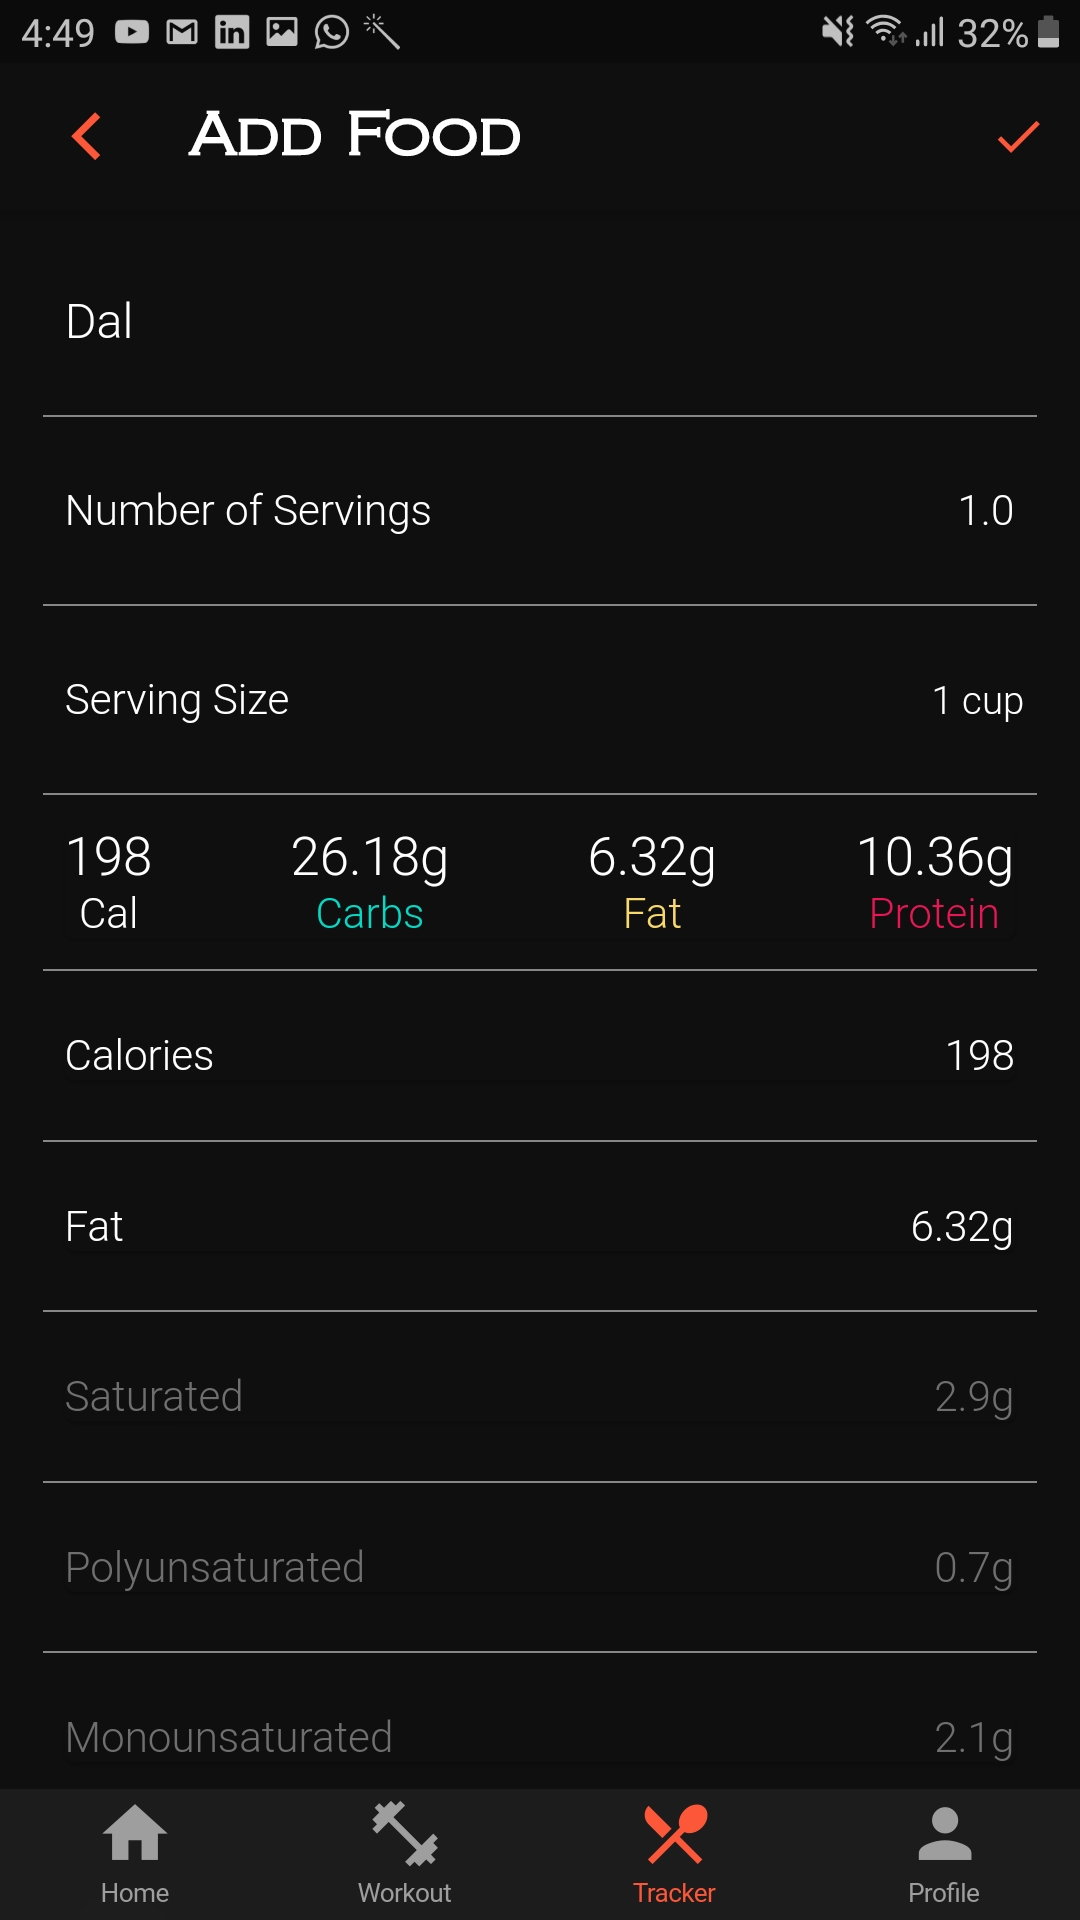 4:49 32%
Add Food
Dal
Number of Servings 1.0
Serving Size 1 cup
198 26.18g 6.32g 10.36g
Cal Carbs Fat Protein
Calories 198
Fat 6.32g
Saturated 2.9g
Polyunsaturated 0.7g
Monounsaturated 2.1g
Home Workout Tracker Profile